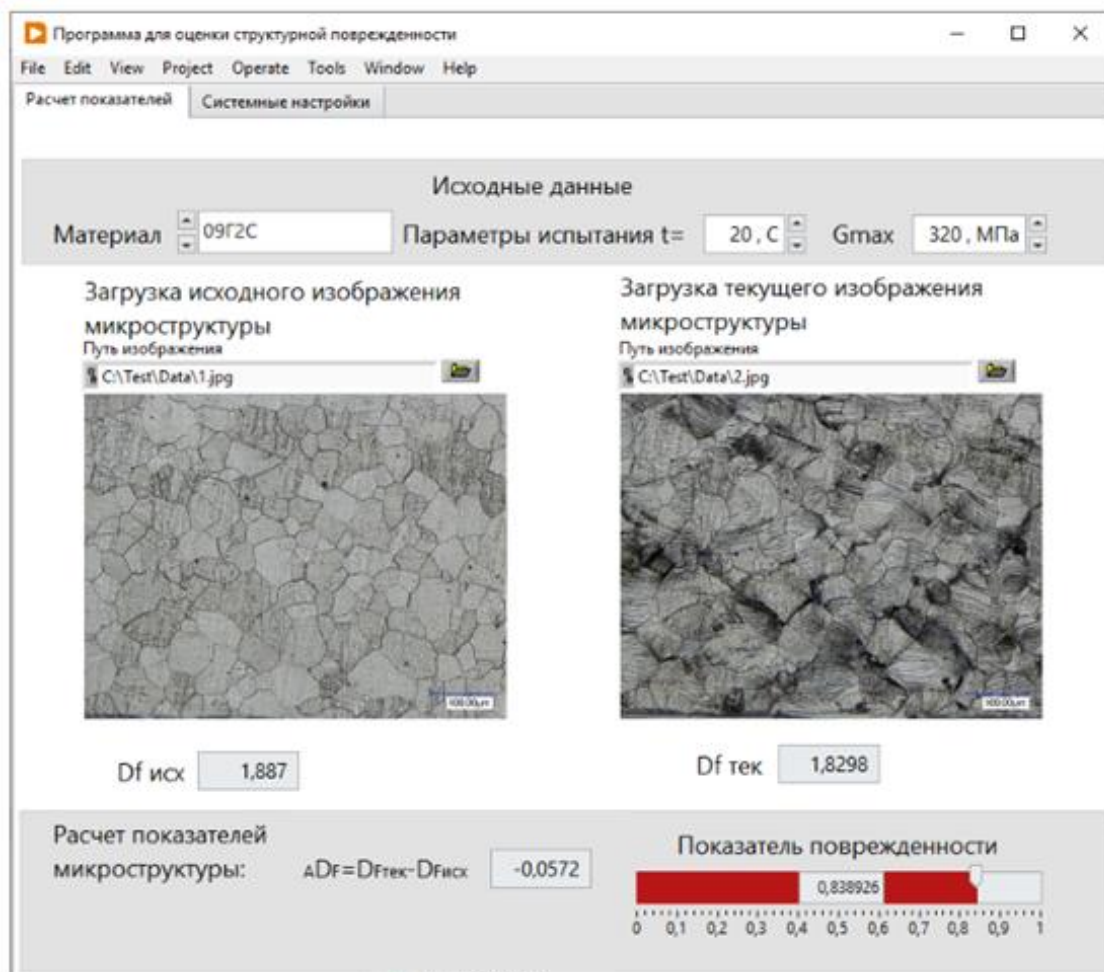 Программа для оценки структурной поврежденности
File Edit View Project Operate Tools Window Help
Расчет показателей Системные настройки
Исходные данные
Материал 09Г2С Параметры испытания t= 20 , С Gmax 320 , МПа
Загрузка исходного изображения
микроструктуры
Путь изображения
C:\Test\Data\1.jpg
Загрузка текущего изображения
микроструктуры
Путь изображения
C:\Test\Data\2.jpg
100.00μm
100.00μm
Df исх 1,887
Df тек 1,8298
Расчет показателей
микроструктуры: ΔDF=DFтек-DFисх -0,0572
Показатель поврежденности
0,838926
0 0,1 0,2 0,3 0,4 0,5 0,6 0,7 0,8 0,9 1